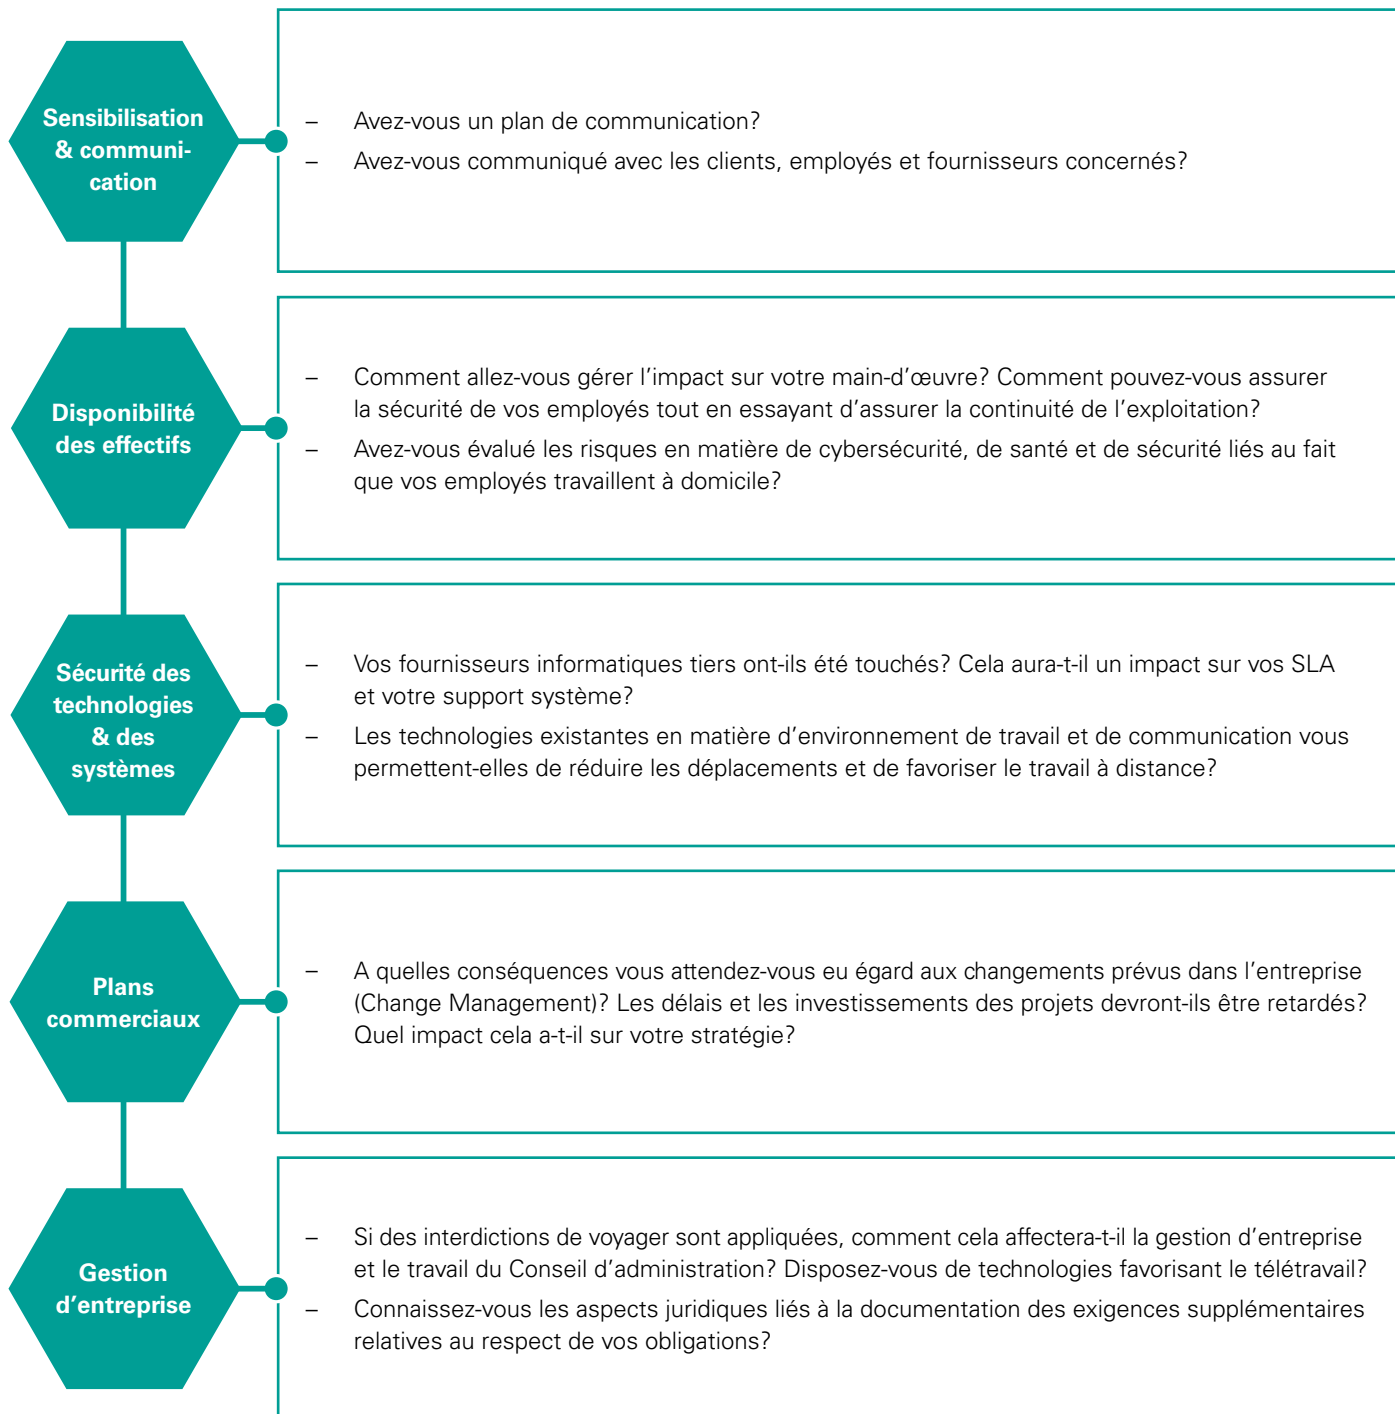 Sensibilisation
& communi-
cation
– Avez-vous un plan de communication?
– Avez-vous communiqué avec les clients, employés et fournisseurs concernés?
Disponibilité
des effectifs
– Comment allez-vous gérer l’impact sur votre main-d’œuvre? Comment pouvez-vous assurer
la sécurité de vos employés tout en essayant d’assurer la continuité de l’exploitation?
– Avez-vous évalué les risques en matière de cybersécurité, de santé et de sécurité liés au fait
que vos employés travaillent à domicile?
Sécurité des
technologies
& des
systèmes
– Vos fournisseurs informatiques tiers ont-ils été touchés? Cela aura-t-il un impact sur vos SLA
et votre support système?
– Les technologies existantes en matière d’environnement de travail et de communication vous
permettent-elles de réduire les déplacements et de favoriser le travail à distance?
Plans
commerciaux
– A quelles conséquences vous attendez-vous eu égard aux changements prévus dans l’entreprise
(Change Management)? Les délais et les investissements des projets devront-ils être retardés?
Quel impact cela a-t-il sur votre stratégie?
Gestion
d’entreprise
– Si des interdictions de voyager sont appliquées, comment cela affectera-t-il la gestion d’entreprise
et le travail du Conseil d’administration? Disposez-vous de technologies favorisant le télétravail?
– Connaissez-vous les aspects juridiques liés à la documentation des exigences supplémentaires
relatives au respect de vos obligations?